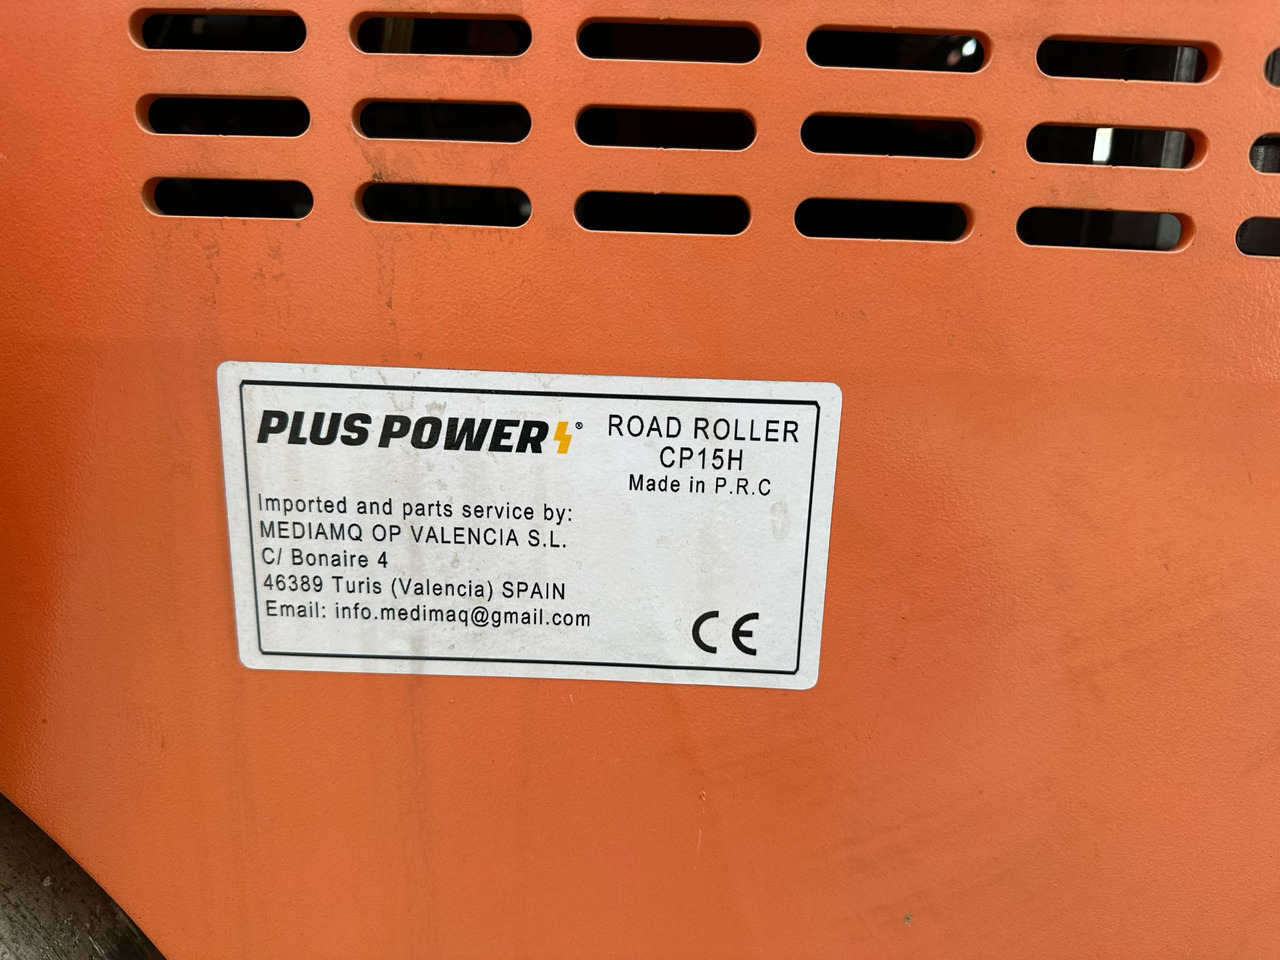 PLUS POWER®
ROAD ROLLER
CP15H
Made in P.R.C
Imported and parts service by:
MEDIAMQ OP VALENCIA S.L.
C/ Bonaire 4
46389 Turis (Valencia) SPAIN
Email: info.medimaq@gmail.com
CE